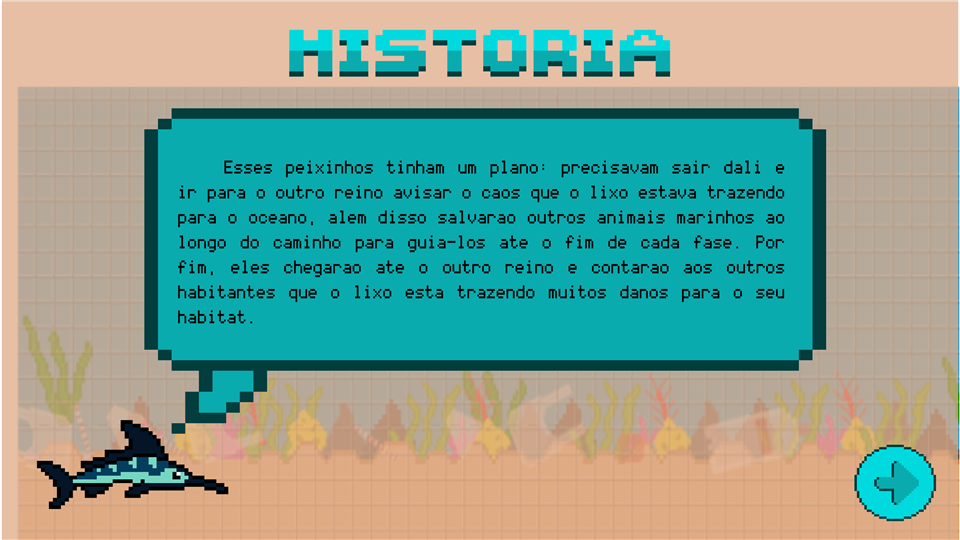 HISTORIA
Esses peixinhos tinham um plano: precisavam sair dali e
ir para o outro reino avisar o caos que o lixo estava trazendo
para o oceano, alem disso salvarao outros animais marinhos ao
longo do caminho para guia-los ate o fim de cada fase. Por
fim, eles chegarao ate o outro reino e contarao aos outros
habitantes que o lixo esta trazendo muitos danos para o seu
habitat.